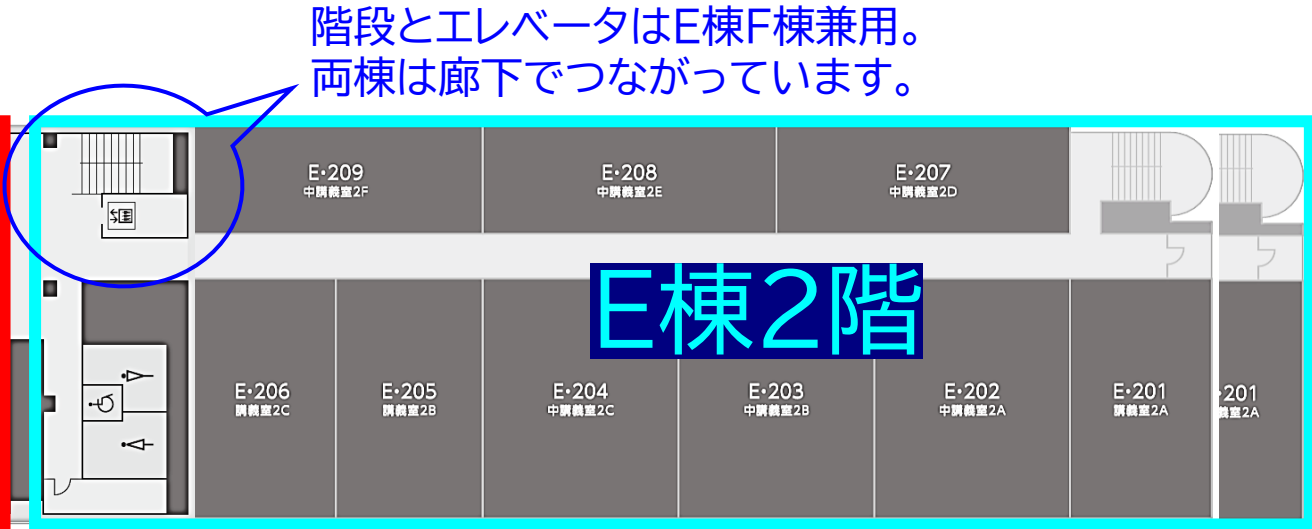 階段とエレベータはE棟F棟兼用。
両棟は廊下でつながっています。
E・209
中講義室2F
E・208
中講義室2E
E・207
中講義室2D
E棟2階
E・206
講義室2C
E・205
講義室2B
E・204
中講義室2C
E・203
中講義室2B
E・202
中講義室2A
E・201
講義室2A
・201
義室2A